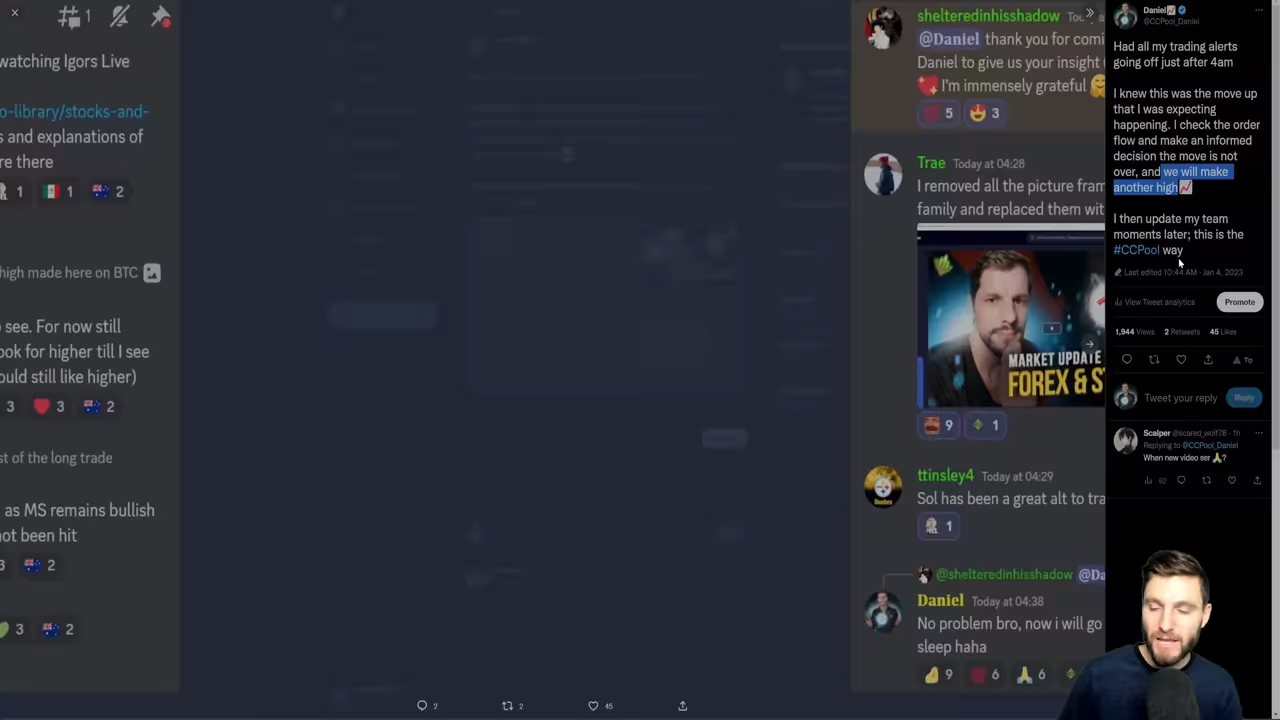 1
watching Igors Live
o-library/stocks-and-
s and explanations of
re there
1 1 2
high made here on BTC
o see. For now still
ook for higher till I see
ould still like higher)
3 3 2
st of the long trade
as MS remains bullish
not been hit
3 2
3 2
shelteredinhisshadow
@Daniel thank you for comi
Daniel to give us your insight
I'm immensely grateful
5 3
Trae Today at 04:28
I removed all the picture fram
family and replaced them wit
MARKET UPDATE
FOREX & S
9 1
ttinsley4 Today at 04:29
Sol has been a great alt to tra
1
@shelteredinhisshadow @Da
Daniel Today at 04:38
No problem bro, now i will go
sleep haha
9 6 6
2 2 45
Daniel
@CCPool_Daniel
Had all my trading alerts
going off just after 4am
I knew this was the move up
that I was expecting
happening. I check the order
flow and make an informed
decision the move is not
over, and we will make
another high
I then update my team
moments later; this is the
#CCPool way
Last edited 10:44 AM · Jan 4, 2023
View Tweet analytics Promote
1,944 Views 2 Retweets 45 Likes
Tip
Tweet your reply Reply
Scalper @scared_wolf78 · 1h
Replying to @CCPool_Daniel
When new video ser 🙏?
62